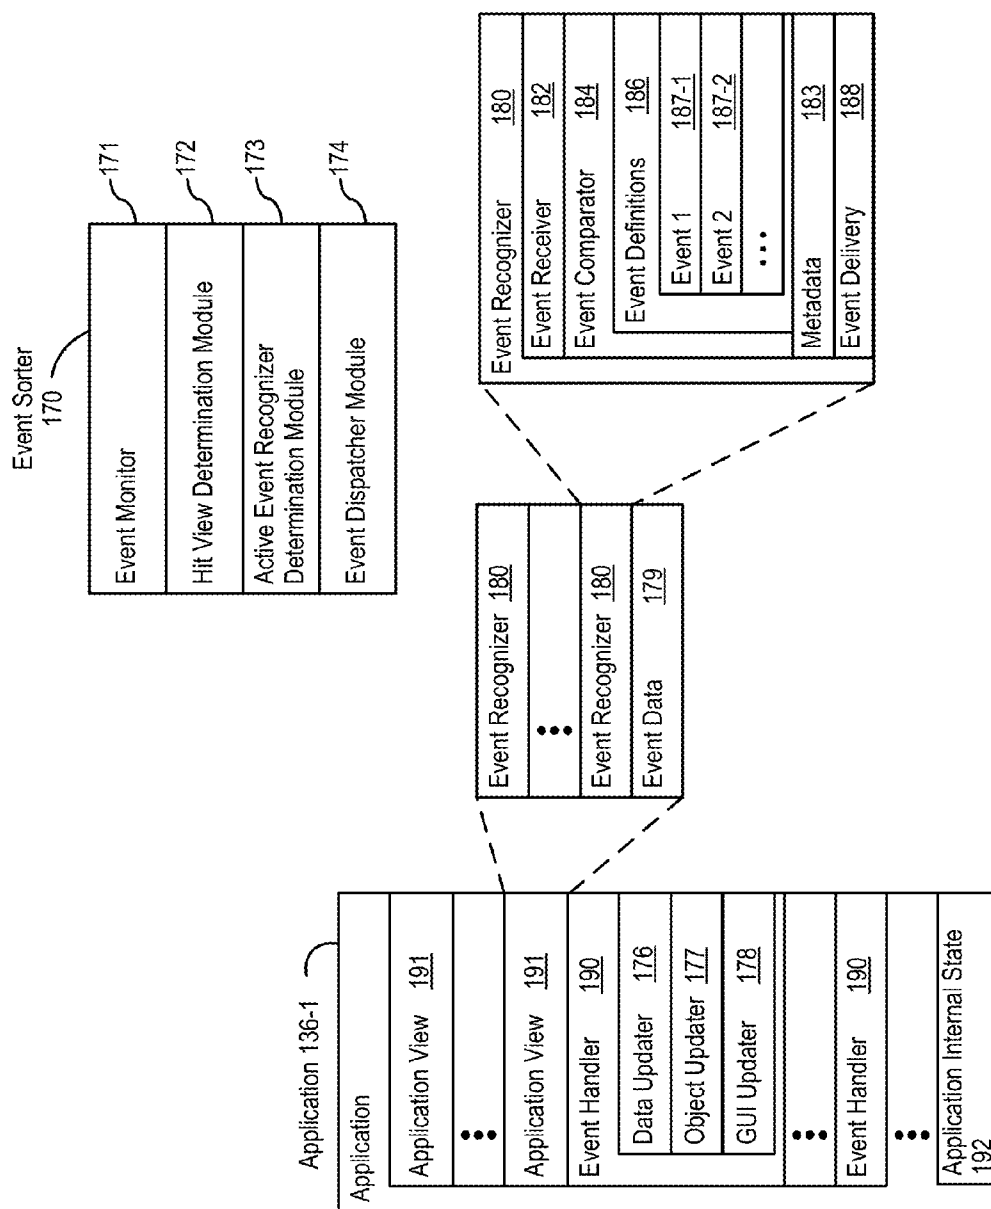 Event Sorter
170
Event Monitor
171
Hit View Determination Module
172
Active Event Recognizer
Determination Module
173
Event Dispatcher Module
174
Application 136-1
Application
Application View 191
•••
Application View 191
Event Handler 190
Data Updater 176
Object Updater 177
GUI Updater 178
•••
Event Handler 190
•••
Application Internal State
192
Event Recognizer 180
•••
Event Recognizer 180
Event Data 179
Event Recognizer 180
Event Receiver 182
Event Comparator 184
Event Definitions 186
Event 1 187-1
Event 2 187-2
•••
Metadata 183
Event Delivery 188